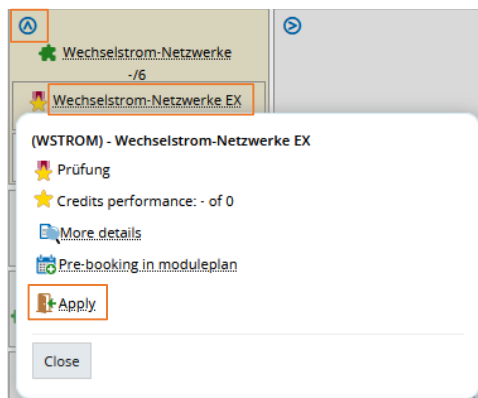 Wechselstrom-Netzwerke
-/6
Wechselstrom-Netzwerke EX
(WSTROM) - Wechselstrom-Netzwerke EX
Prüfung
Credits performance: - of 0
More details
Pre-booking in moduleplan
Apply
Close